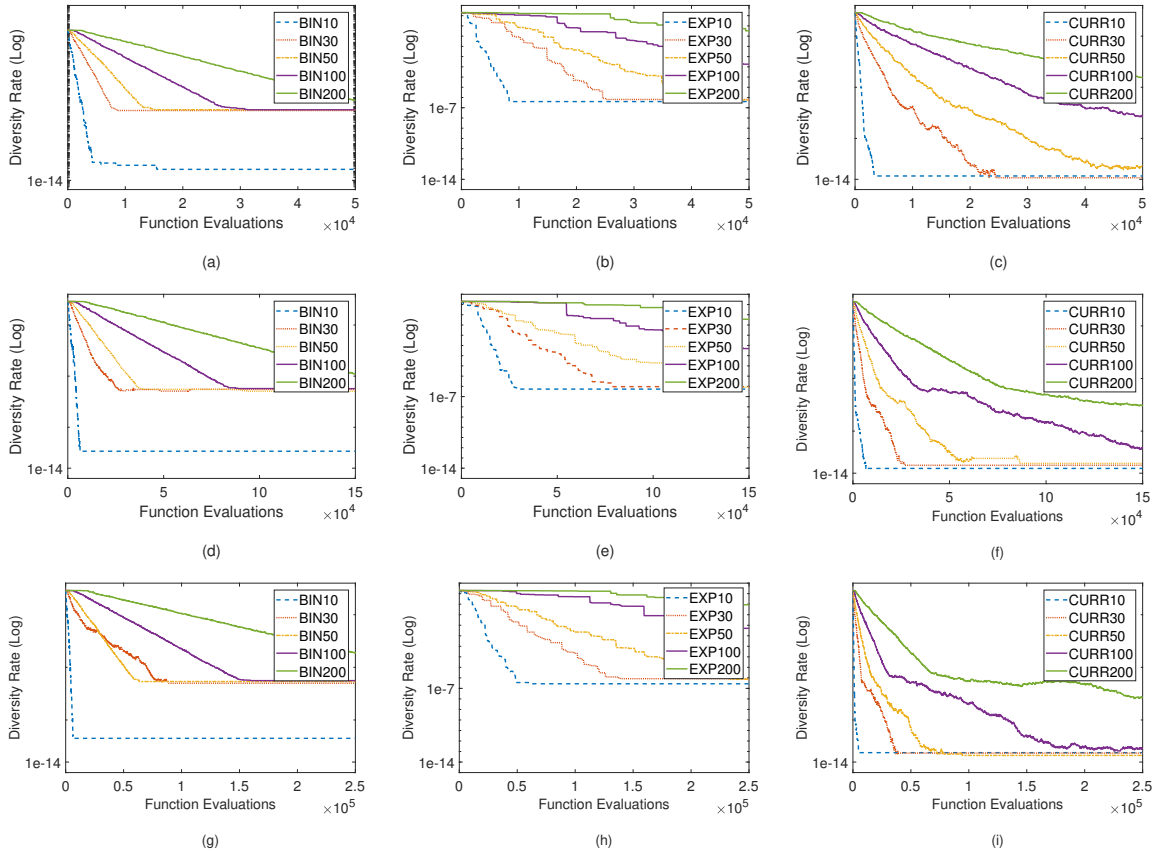 Diversity Rate (Log)
1e-14
BIN10
BIN30
BIN50
BIN100
BIN200
0 1 2 3 4 5
Function Evaluations
×10^4
(a)
Diversity Rate (Log)
1e-7
1e-14
EXP10
EXP30
EXP50
EXP100
EXP200
0 1 2 3 4 5
Function Evaluations
×10^4
(b)
Diversity Rate (Log)
1e-14
CURR10
CURR30
CURR50
CURR100
CURR200
0 1 2 3 4 5
Function Evaluations
×10^4
(c)
Diversity Rate (Log)
1e-14
BIN10
BIN30
BIN50
BIN100
BIN200
0 5 10 15
Function Evaluations
×10^4
(d)
Diversity Rate (Log)
1e-7
1e-14
EXP10
EXP30
EXP50
EXP100
EXP200
0 5 10 15
Function Evaluations
×10^4
(e)
Diversity Rate (Log)
1e-14
CURR10
CURR30
CURR50
CURR100
CURR200
0 5 10 15
Function Evaluations
×10^4
(f)
Diversity Rate (Log)
1e-14
BIN10
BIN30
BIN50
BIN100
BIN200
0 0.5 1 1.5 2 2.5
Function Evaluations
×10^5
(g)
Diversity Rate (Log)
1e-7
1e-14
EXP10
EXP30
EXP50
EXP100
EXP200
0 0.5 1 1.5 2 2.5
Function Evaluations
×10^5
(h)
Diversity Rate (Log)
1e-14
CURR10
CURR30
CURR50
CURR100
CURR200
0 0.5 1 1.5 2 2.5
Function Evaluations
×10^5
(i)